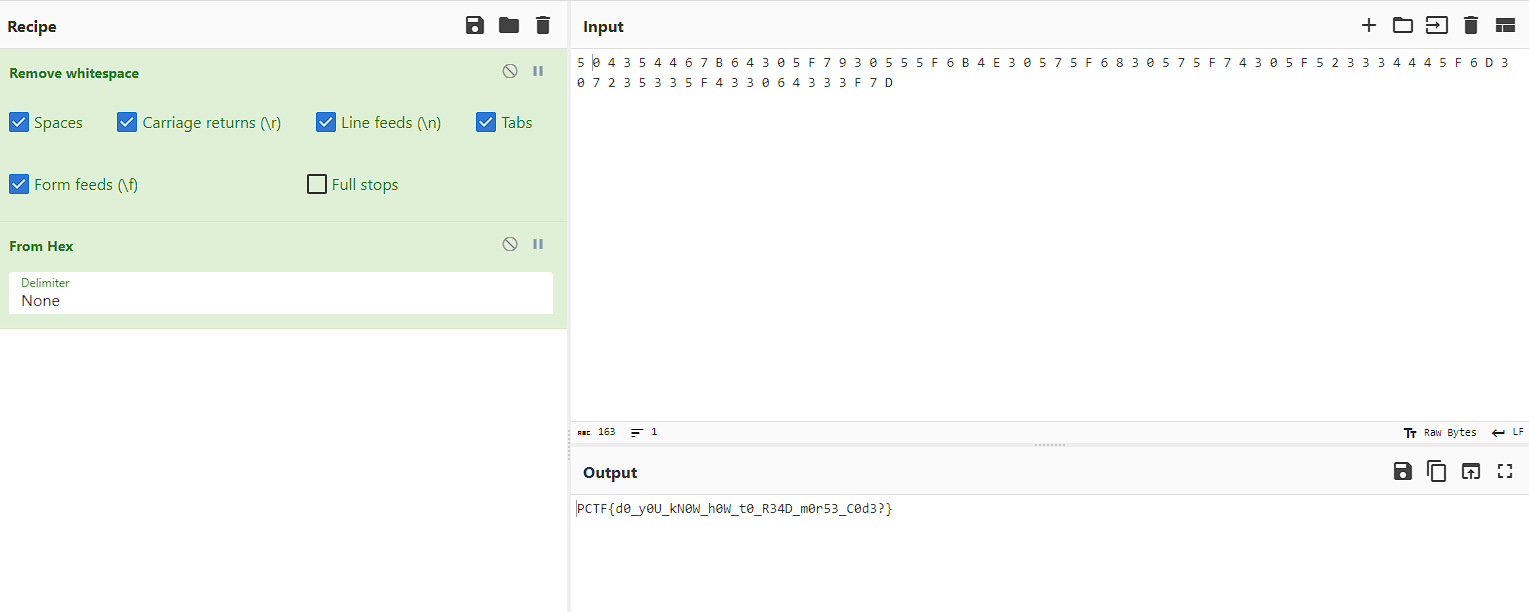 Recipe
Remove whitespace
Spaces Carriage returns (\r) Line feeds (\n) Tabs
Form feeds (\f) Full stops
From Hex
Delimiter
None
Input
5 0 4 3 5 4 4 6 7 B 6 4 3 0 5 F 7 9 3 0 5 5 5 F 6 B 4 E 3 0 5 7 5 F 6 8 3 0 5 7 5 F 7 4 3 0 5 F 5 2 3 3 3 4 4 4 5 F 6 D 3
0 7 2 3 5 3 3 5 F 4 3 3 0 6 4 3 3 3 F 7 D
ABC 163 1 Tт Raw Bytes LF
Output
PCTF{d0_y0U_kN0W_h0W_t0_R34D_m0r53_C0d3?}